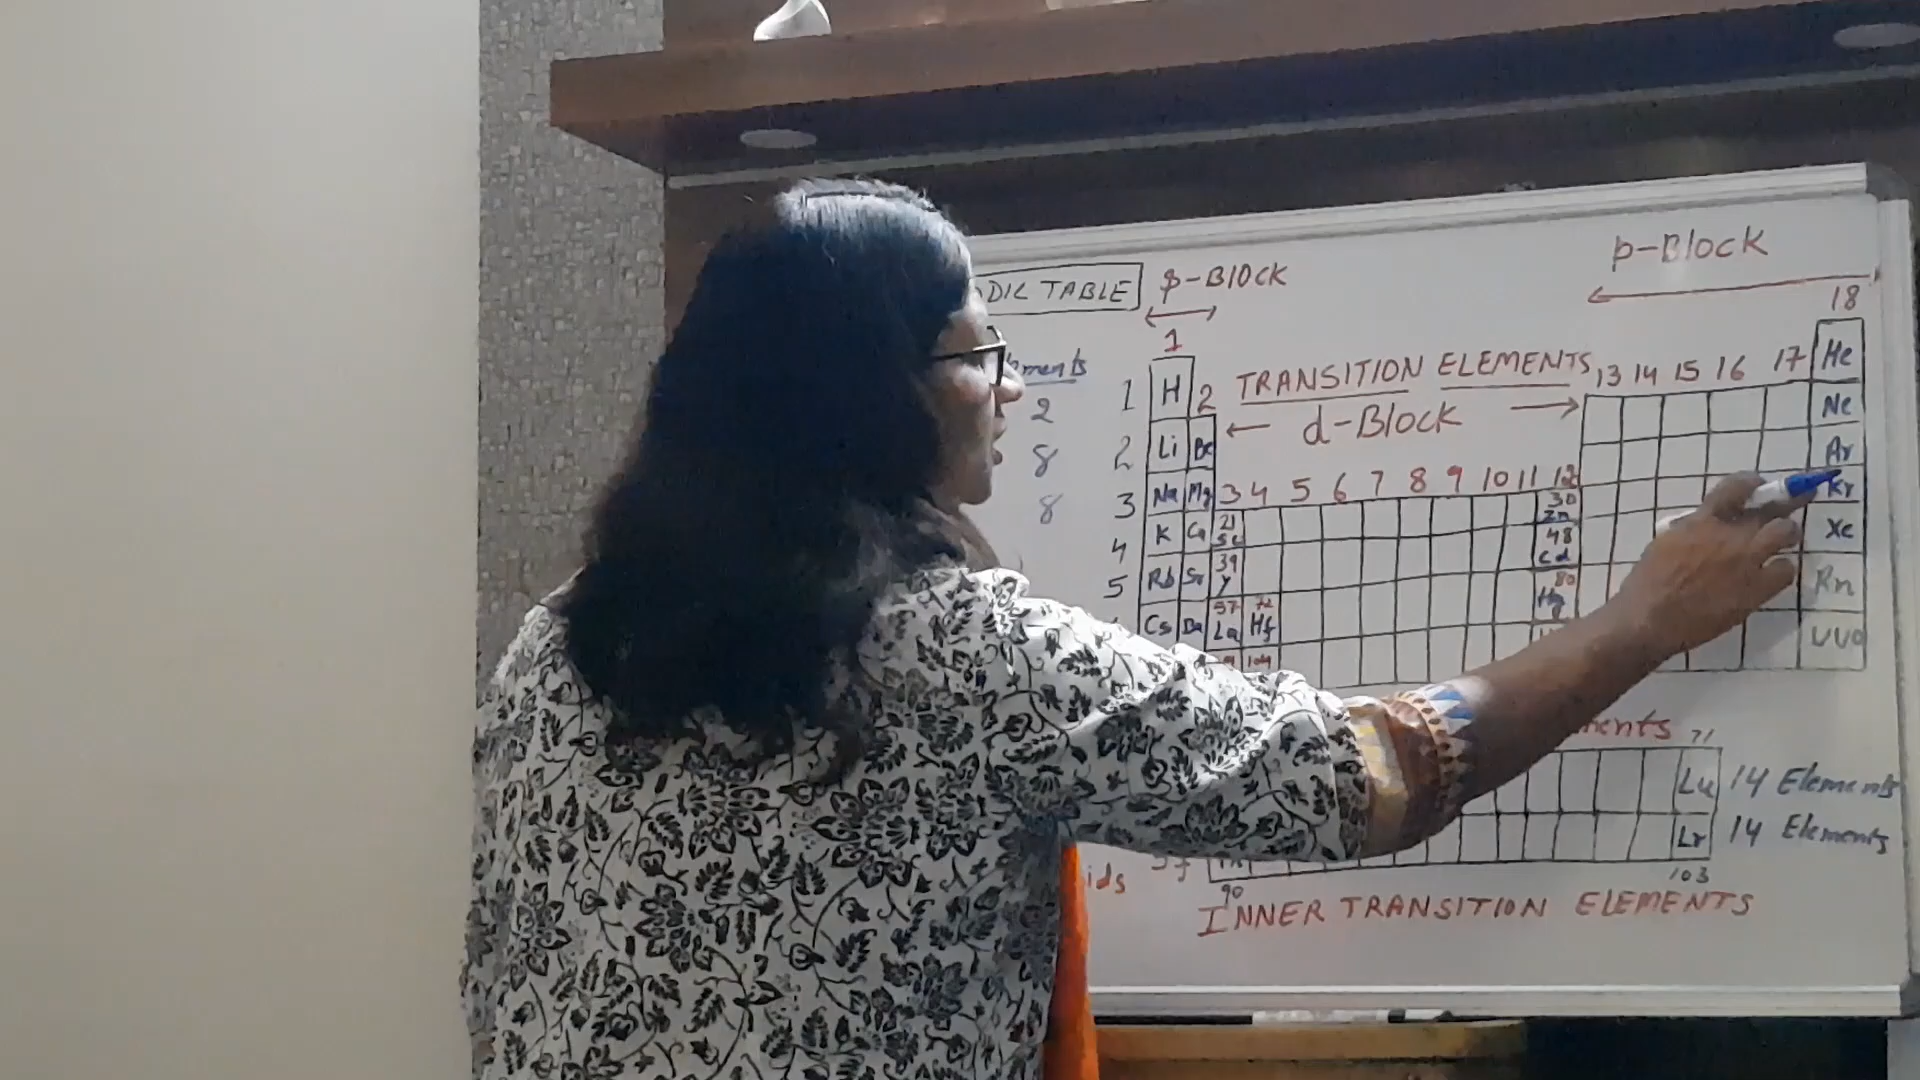 DIC TABLE
s-Block
p-Block
18
1
ments
1 H
2
TRANSITION ELEMENTS
13 14 15 16 17 He
2
d-Block
Ne
8
2 Li Be
Ar
8
3 Na Mg 3 4 5 6 7 8 9 10 11 12
Kr
4 K Ca 21 Sc
30 Zn
Xe
5 Rb Sr 39 Y
48 Cd
Rn
Cs Ba 57 La 72 Hf
80 Hg
UUO
104
ments 71
Lu 14 Elements
Lr 14 Elements
ids 5f
90
103
INNER TRANSITION ELEMENTS